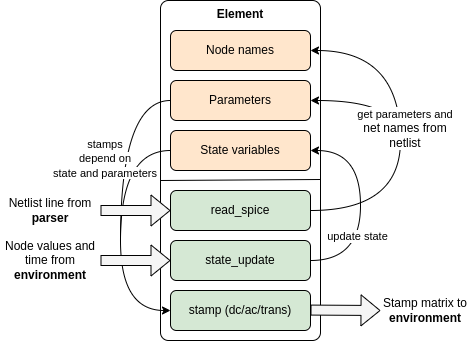 Element
Node names
Parameters
get parameters and
net names from
netlist
stamps
depend on
state and parameters
State variables
Netlist line from
parser
read_spice
update state
Node values and
time from
environment
state_update
stamp (dc/ac/trans)
Stamp matrix to
environment